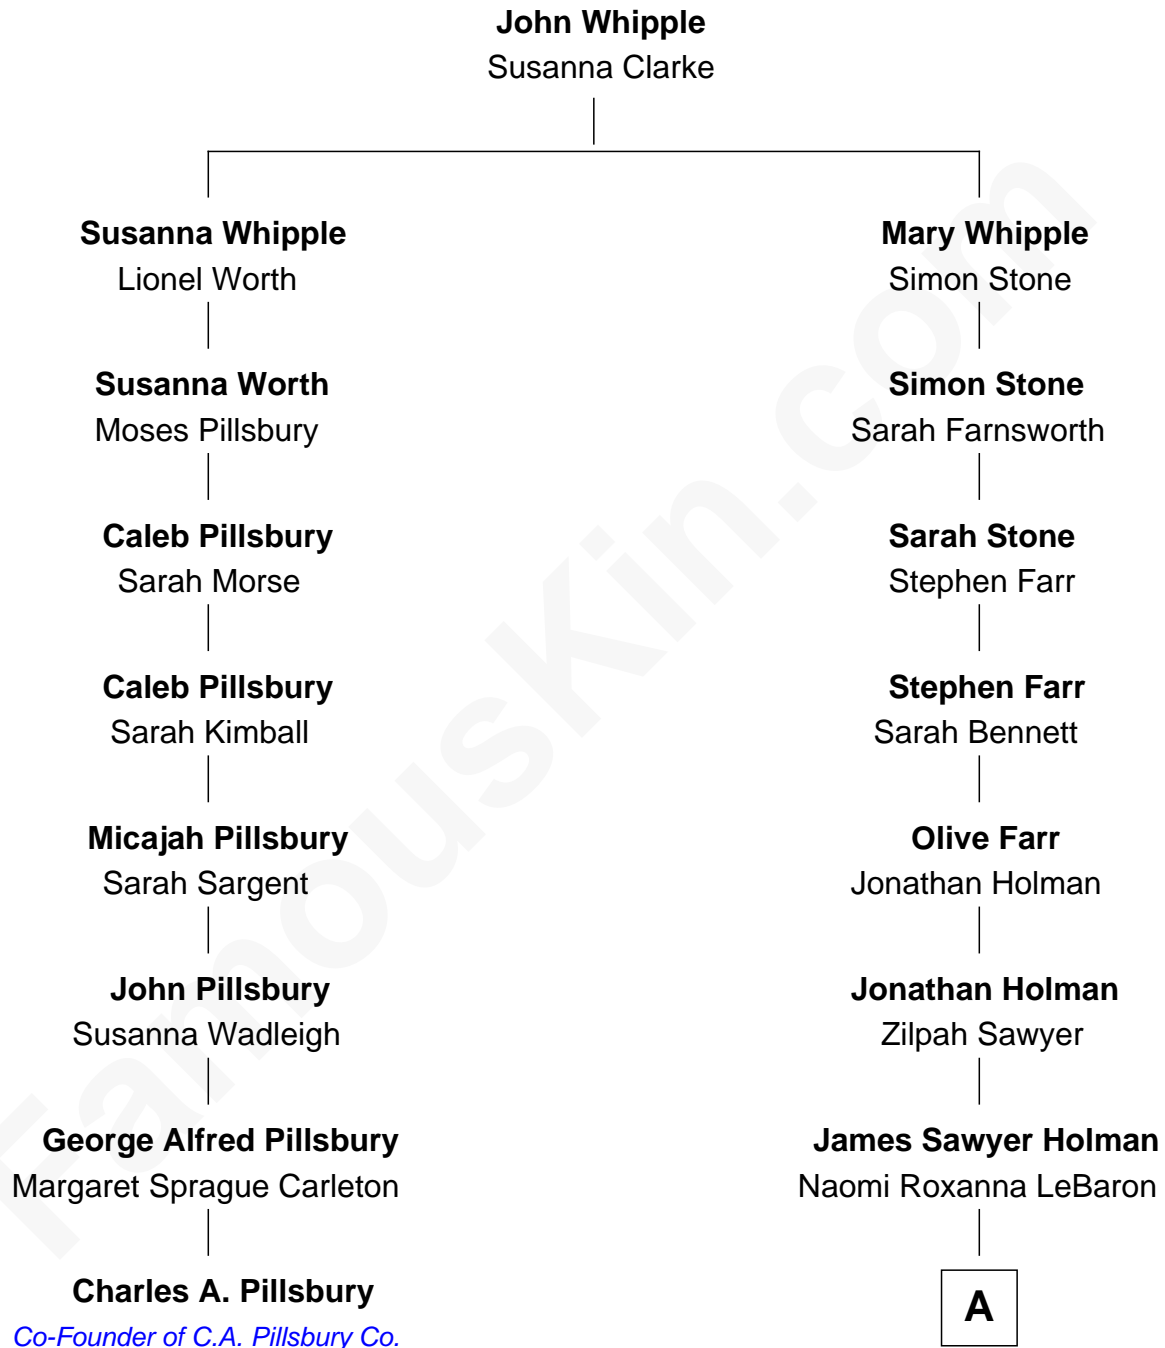 John Whipple
Susanna Clarke
Susanna Whipple
Lionel Worth
Mary Whipple
Simon Stone
Susanna Worth
Moses Pillsbury
Simon Stone
Sarah Farnsworth
Caleb Pillsbury
Sarah Morse
Sarah Stone
Stephen Farr
Caleb Pillsbury
Sarah Kimball
Stephen Farr
Sarah Bennett
Micajah Pillsbury
Sarah Sargent
Olive Farr
Jonathan Holman
John Pillsbury
Susanna Wadleigh
Jonathan Holman
Zilpah Sawyer
George Alfred Pillsbury
Margaret Sprague Carleton
James Sawyer Holman
Naomi Roxanna LeBaron
Charles A. Pillsbury
Co-Founder of C.A. Pillsbury Co.
A
FamousKin.com